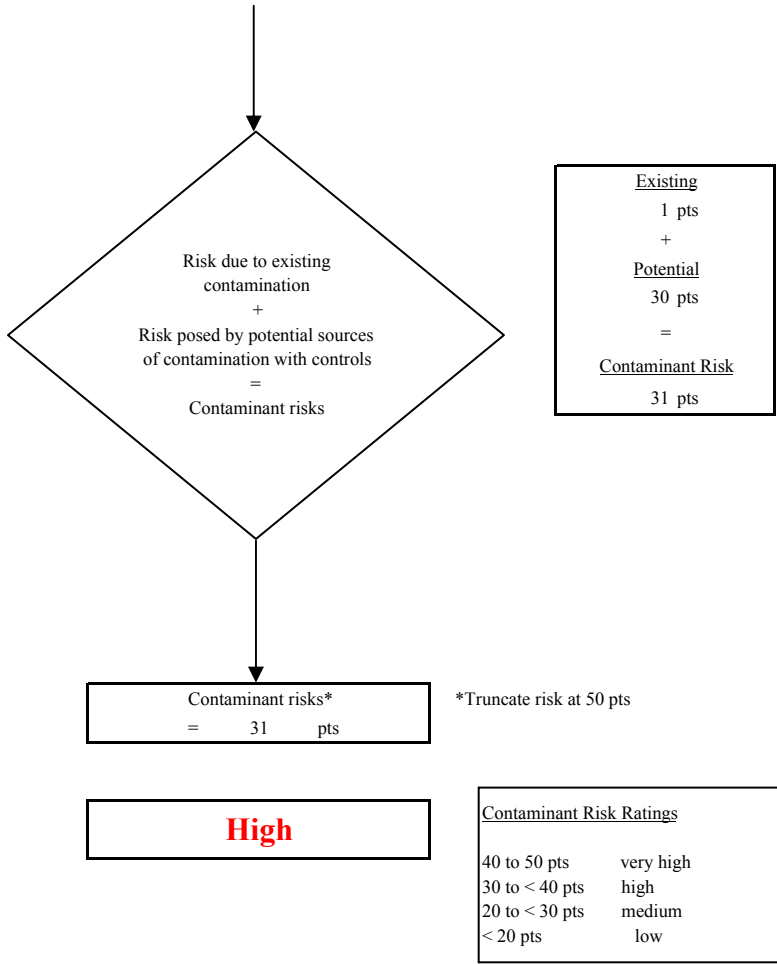 Risk due to existing
contamination
+
Risk posed by potential sources
of contamination with controls
=
Contaminant risks
Existing
1 pts
+
Potential
30 pts
=
Contaminant Risk
31 pts
Contaminant risks*
= 31 pts
*Truncate risk at 50 pts
High
Contaminant Risk Ratings
40 to 50 pts very high
30 to < 40 pts high
20 to < 30 pts medium
< 20 pts low